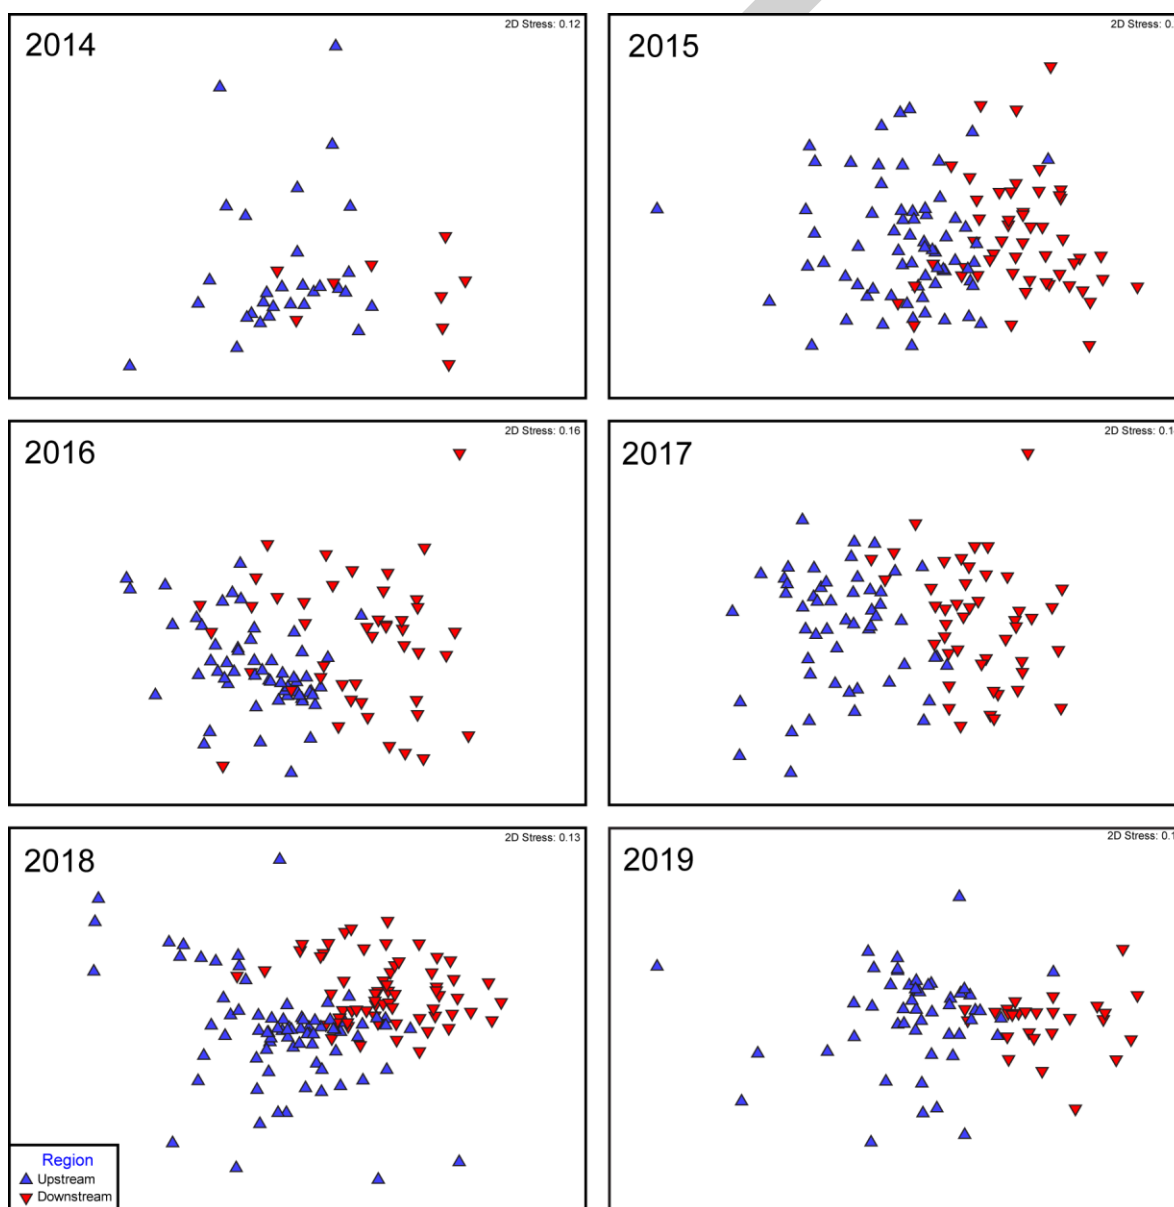 2014
2D Stress: 0.12
2015
2D Stress: 0.
2016
2D Stress: 0.16
2017
2D Stress: 0.1
2018
2D Stress: 0.13
2019
2D Stress: 0.1
Region
Upstream
Downstream